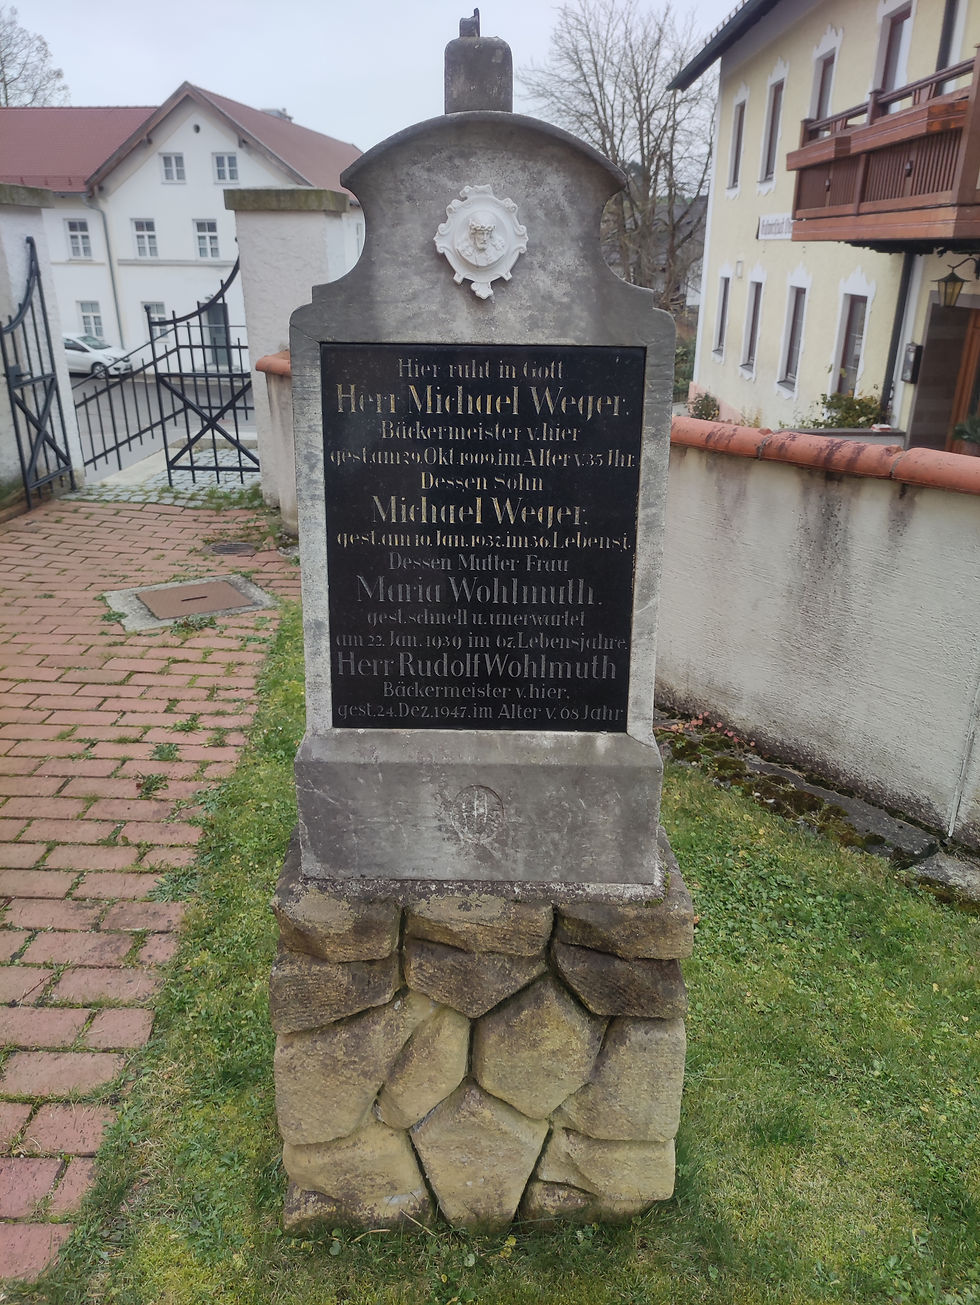 Hier ruht in Gott
Herr Michael Weger.
Bäckermeister v. hier
gest. am 29. Okt. 1909. im Alter v. 35 Jhr.
Dessen Sohn
Michael Weger.
gest. am 10. Jan. 1932. im 36. Lebensj.
Dessen Mutter Frau
Maria Wohlmuth.
gest. schnell u. unerwartet
am 22. Jan. 1939 im 67. Lebensjahre.
Herr Rudolf Wohlmuth
Bäckermeister v. hier.
gest. 24. Dez. 1947. im Alter v. 68 Jahr